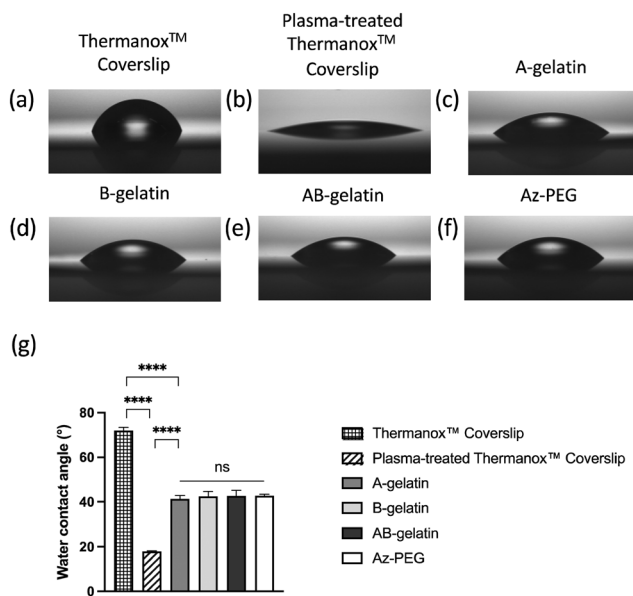 Thermanox™
Coverslip
Plasma-treated
Thermanox™
Coverslip
A-gelatin
(a)
(b)
(c)
B-gelatin
AB-gelatin
Az-PEG
(d)
(e)
(f)
(g)
****
****
****
ns
Water contact angle (°)
80
60
40
20
0
Thermanox™ Coverslip
Plasma-treated Thermanox™ Coverslip
A-gelatin
B-gelatin
AB-gelatin
Az-PEG